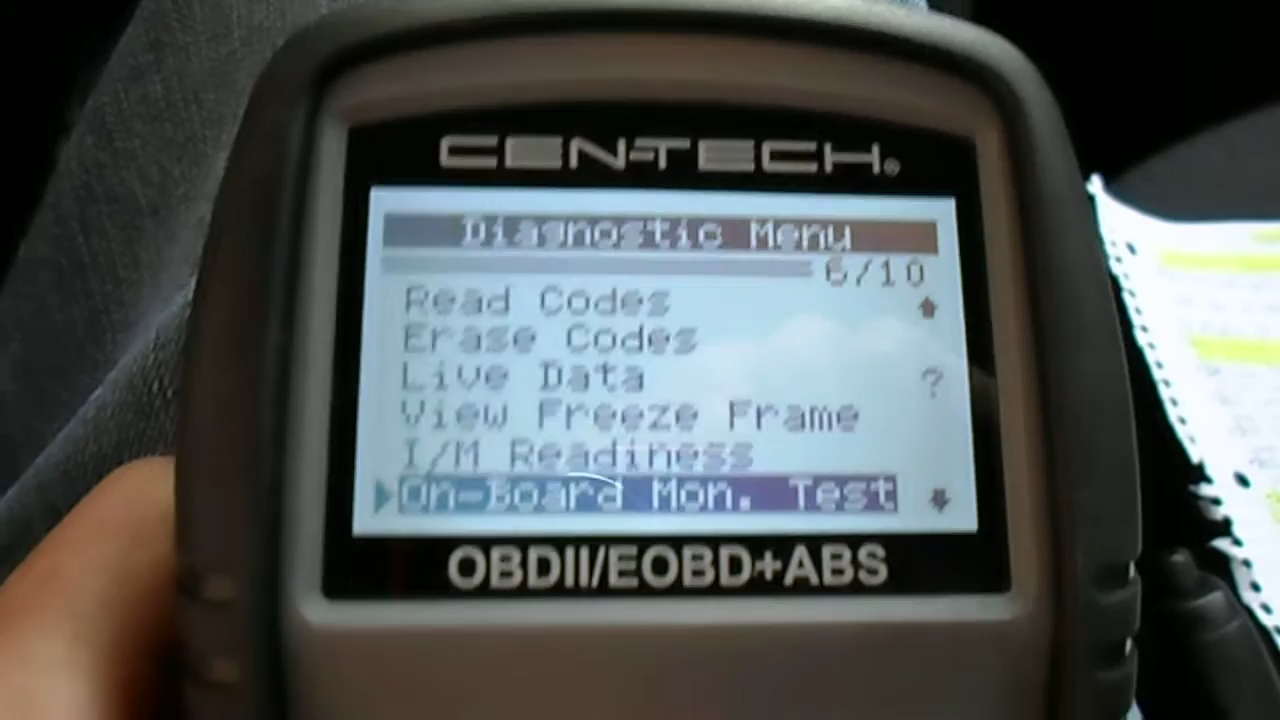 CEN-TECH®
Diagnostic Menu
6/10
Read Codes
Erase Codes
Live Data
?
View Freeze Frame
I/M Readiness
On-Board Mon. Test
OBDII/EOBD+ABS